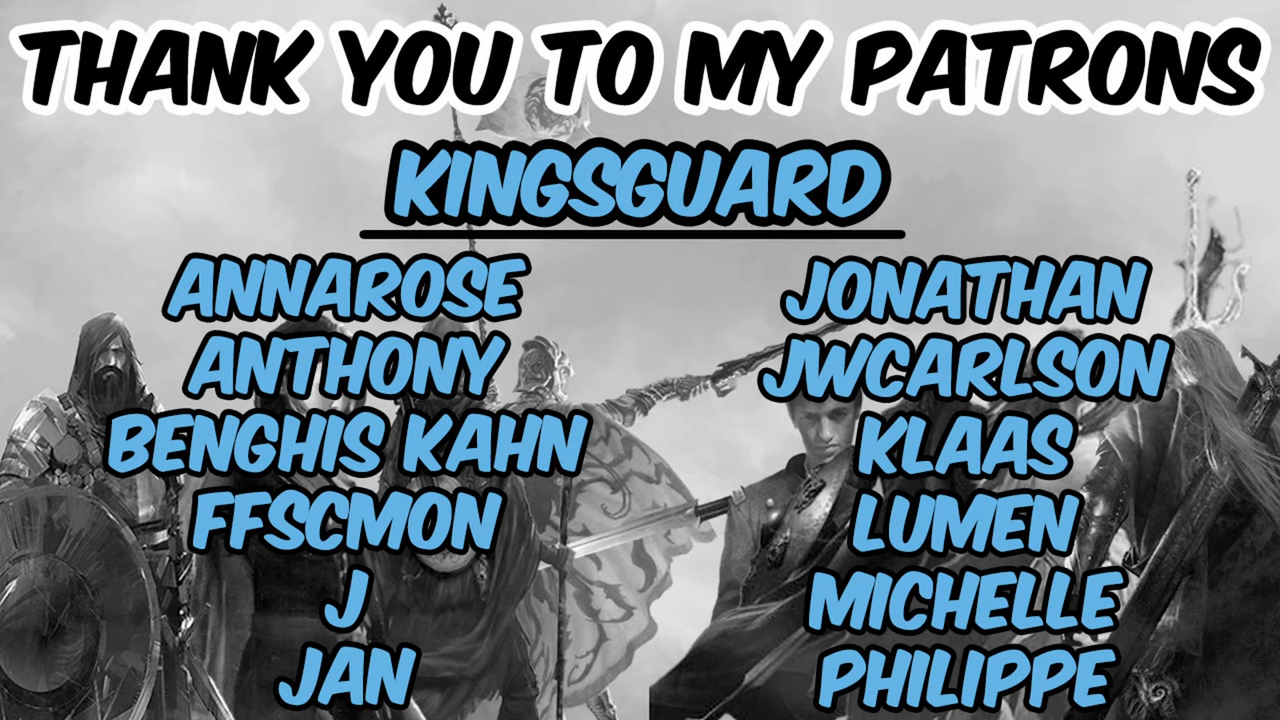 THANK YOU TO MY PATRONS
KINGSGUARD
ANNAROSE
ANTHONY
BENGHIS KAHN
FFSCMON
J
JAN
JONATHAN
JWCARLSON
KLAAS
LUMEN
MICHELLE
PHILIPPE